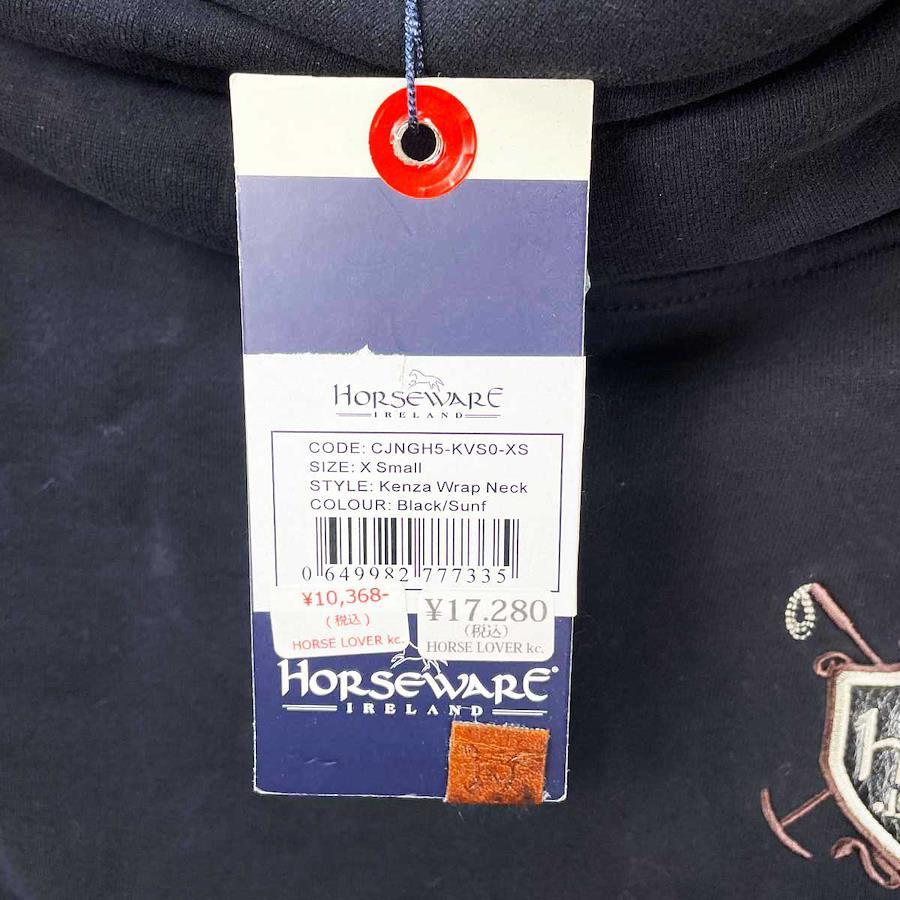 HORSEWARE
IRELAND
CODE: CJNGH5-KVS0-XS
SIZE: X Small
STYLE: Kenza Wrap Neck
COLOUR: Black/Sunf
0 649982 777335
¥10,368-
(税込)
HORSE LOVER kc.
¥17.280
(税込)
HORSE LOVER kc.
HORSEWARE®
IRELAND